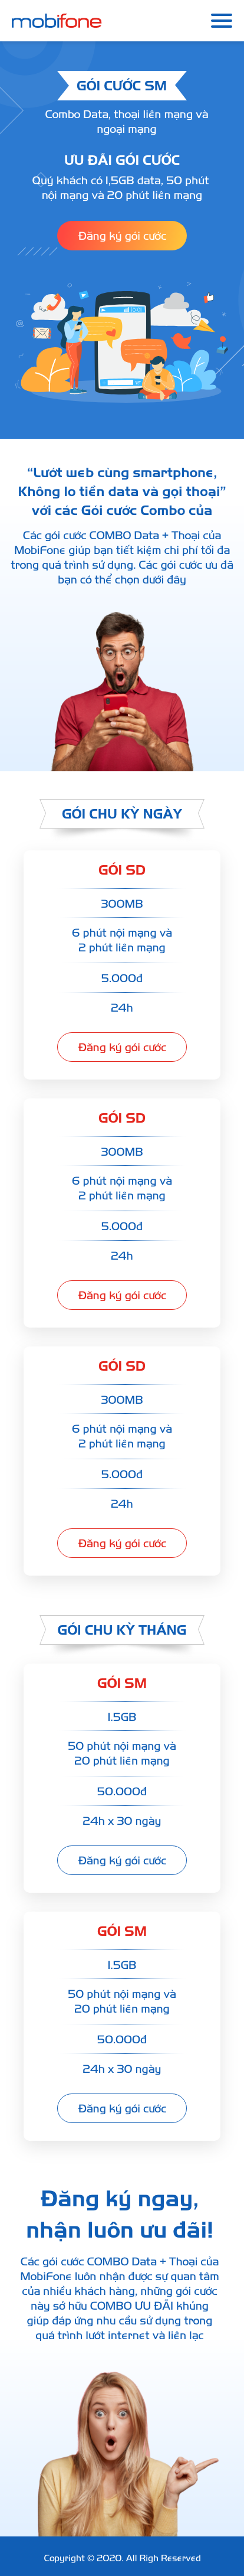 mobifone
GÓI CƯỚC SM
Combo Data, thoại liên mạng và
ngoại mạng
ƯU ĐÃI GÓI CƯỚC
Quý khách có 1,5GB data, 50 phút
nội mạng và 20 phút liên mạng
Đăng ký gói cước
“Lướt web cùng smartphone,
Không lo tiền data và gọi thoại”
với các Gói cước Combo của
Các gói cước COMBO Data + Thoại của
MobiFone giúp bạn tiết kiệm chi phí tối đa
trong quá trình sử dụng. Các gói cước ưu đã
bạn có thể chọn dưới đây
GÓI CHU KỲ NGÀY
GÓI SD
300MB
6 phút nội mạng và
2 phút liên mạng
5.000đ
24h
Đăng ký gói cước
GÓI SD
300MB
6 phút nội mạng và
2 phút liên mạng
5.000đ
24h
Đăng ký gói cước
GÓI SD
300MB
6 phút nội mạng và
2 phút liên mạng
5.000đ
24h
Đăng ký gói cước
GÓI CHU KỲ THÁNG
GÓI SM
1.5GB
50 phút nội mạng và
20 phút liên mạng
50.000đ
24h x 30 ngày
Đăng ký gói cước
GÓI SM
1.5GB
50 phút nội mạng và
20 phút liên mạng
50.000đ
24h x 30 ngày
Đăng ký gói cước
Đăng ký ngay,
nhận luôn ưu đãi!
Các gói cước COMBO Data + Thoại của
MobiFone luôn nhận được sự quan tâm
của nhiều khách hàng, những gói cước
này sở hữu COMBO ƯU ĐÃI khủng
giúp đáp ứng nhu cầu sử dụng trong
quá trình lướt internet và liên lạc
Copyright © 2020. All Righ Reserved